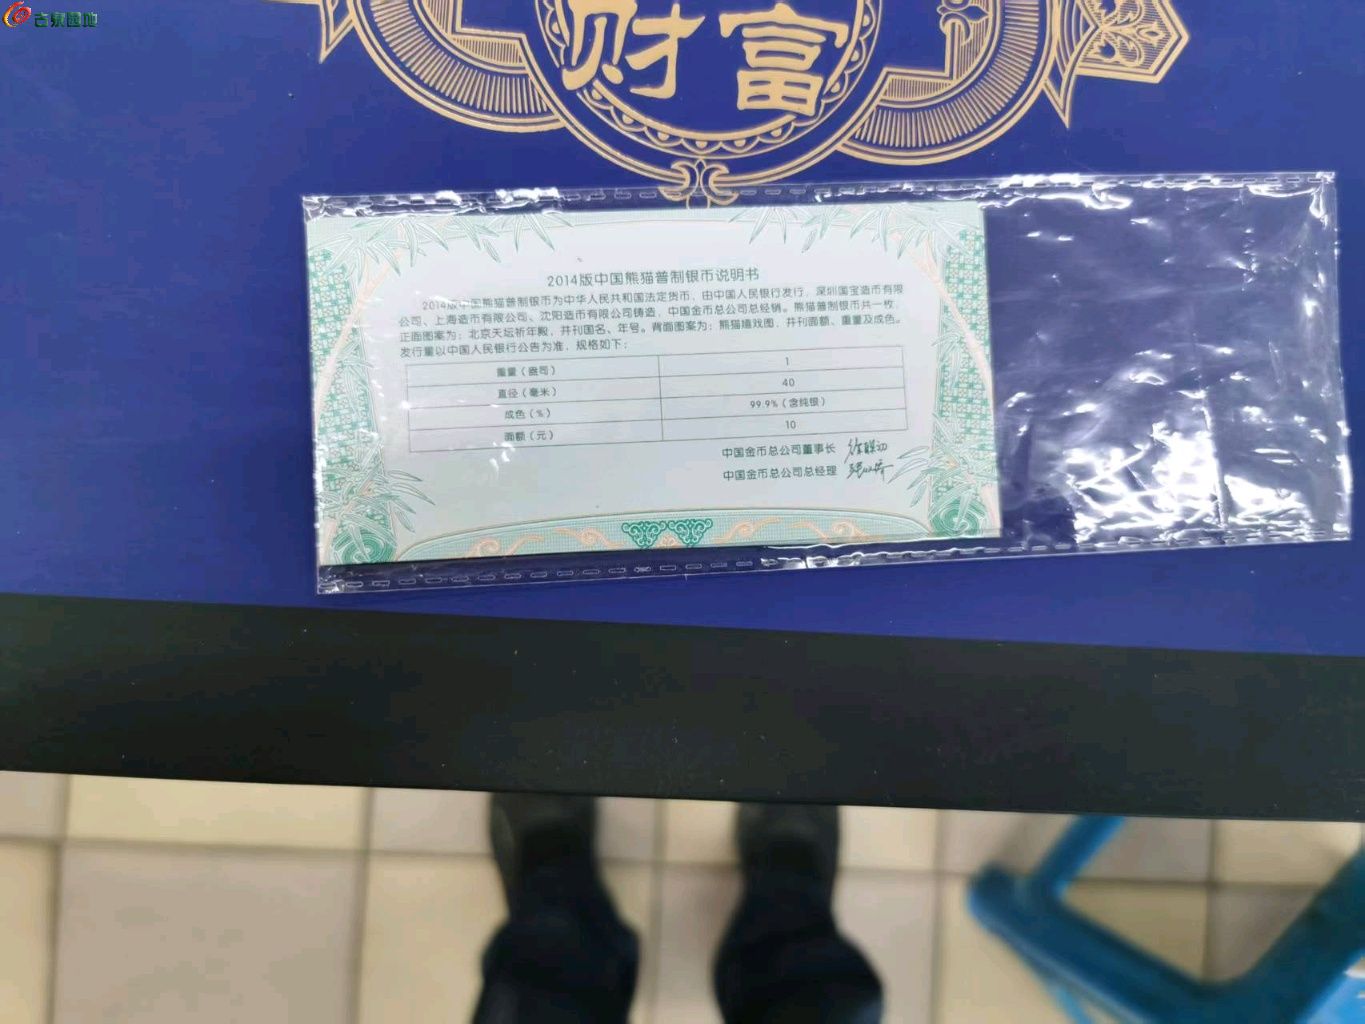 古泉园地
财富
2014版中国熊猫普制银币说明书
2014版中国熊猫普制银币为中华人民共和国法定货币，由中国人民银行发行，深圳国宝造币有限
公司、上海造币有限公司、沈阳造币有限公司铸造，中国金币总公司总经销。熊猫普制银币共一枚，
正面图案为：北京天坛祈年殿，并刊国名、年号。背面图案为：熊猫嬉戏图，并刊面额、重量及成色。
发行量以中国人民银行公告为准，规格如下：
重量（盎司） 1
直径（毫米） 40
成色（%） 99.9%（含纯银）
面额（元） 10
中国金币总公司董事长
中国金币总公司总经理